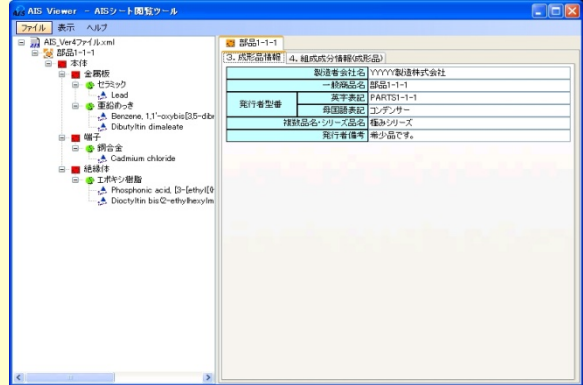 AIS Viewer - AISシート閲覧ツール
ファイル 表示 ヘルプ
AIS_Ver4ファイル.xml
部品1-1-1
本体
金属板
セラミック
Lead
亜鉛めっき
Benzene, 1,1'-oxybis[3,5-dibr
Dibutyltin dimaleate
端子
銅合金
Cadmium chloride
絶縁体
エポキシ樹脂
Phosphonic acid, [3-[ethyl[(
Dioctyltin bis(2-ethylhexylm
部品1-1-1
3. 成形品情報 4. 組成成分情報(成形品)
製造者会社名 YYYYY製造株式会社
一般商品名 部品1-1-1
発行者型番 英字表記 PARTS1-1-1
母国語表記 コンデンサー
複数品名・シリーズ品名 極みシリーズ
発行者備考 希少品です。